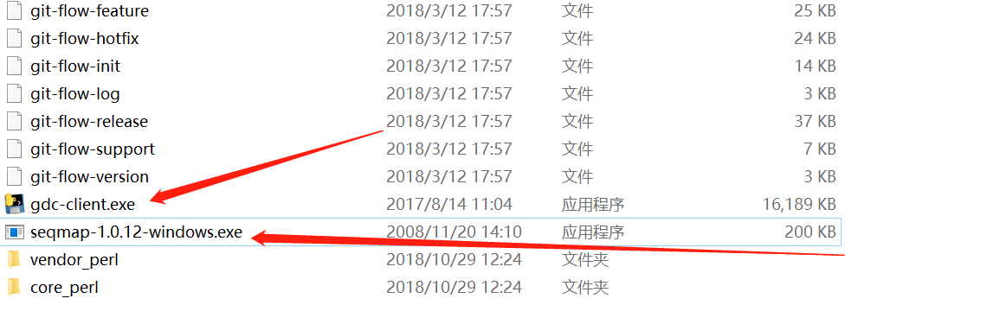 git-flow-feature 2018/3/12 17:57 文件 25 KB
git-flow-hotfix 2018/3/12 17:57 文件 24 KB
git-flow-init 2018/3/12 17:57 文件 14 KB
git-flow-log 2018/3/12 17:57 文件 3 KB
git-flow-release 2018/3/12 17:57 文件 37 KB
git-flow-support 2018/3/12 17:57 文件 7 KB
git-flow-version 2018/3/12 17:57 文件 3 KB
gdc-client.exe 2017/8/14 11:04 应用程序 16,189 KB
seqmap-1.0.12-windows.exe 2008/11/20 14:10 应用程序 200 KB
vendor_perl 2018/10/29 12:24 文件夹
core_perl 2018/10/29 12:24 文件夹